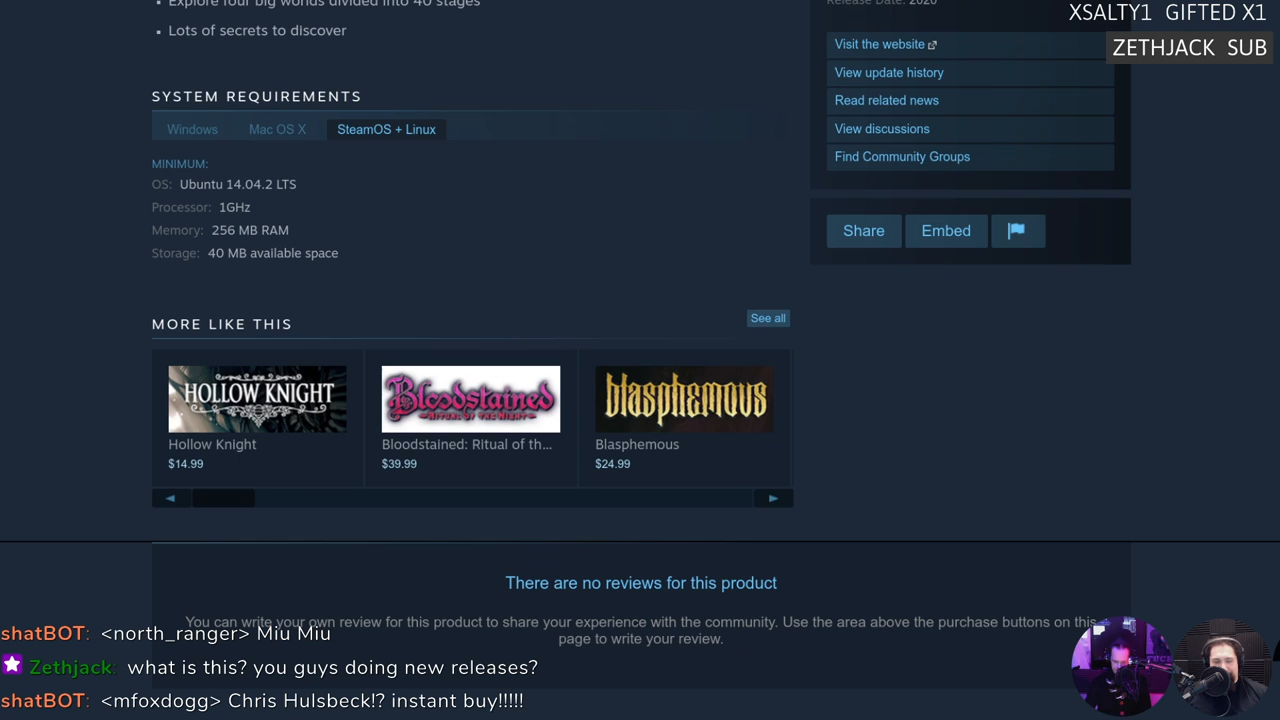 Explore four big worlds divided into 40 stages
Lots of secrets to discover
SYSTEM REQUIREMENTS
Windows
Mac OS X
SteamOS + Linux
MINIMUM:
OS: Ubuntu 14.04.2 LTS
Processor: 1GHz
Memory: 256 MB RAM
Storage: 40 MB available space
MORE LIKE THIS
See all
HOLLOW KNIGHT
Bloodstained
RITUAL OF THE NIGHT
blasphemous
Hollow Knight
Bloodstained: Ritual of th...
Blasphemous
$14.99
$39.99
$24.99
Release Date: 2020
Visit the website
View update history
Read related news
View discussions
Find Community Groups
Share
Embed
XSALTY1 GIFTED X1
ZETHJACK SUB
There are no reviews for this product
You can write your own review for this product to share your experience with the community. Use the area above the purchase buttons on this
page to write your review.
shatBOT: <north_ranger> Miu Miu
Zethjack: what is this? you guys doing new releases?
shatBOT: <mfoxdogg> Chris Hulsbeck!? instant buy!!!!!